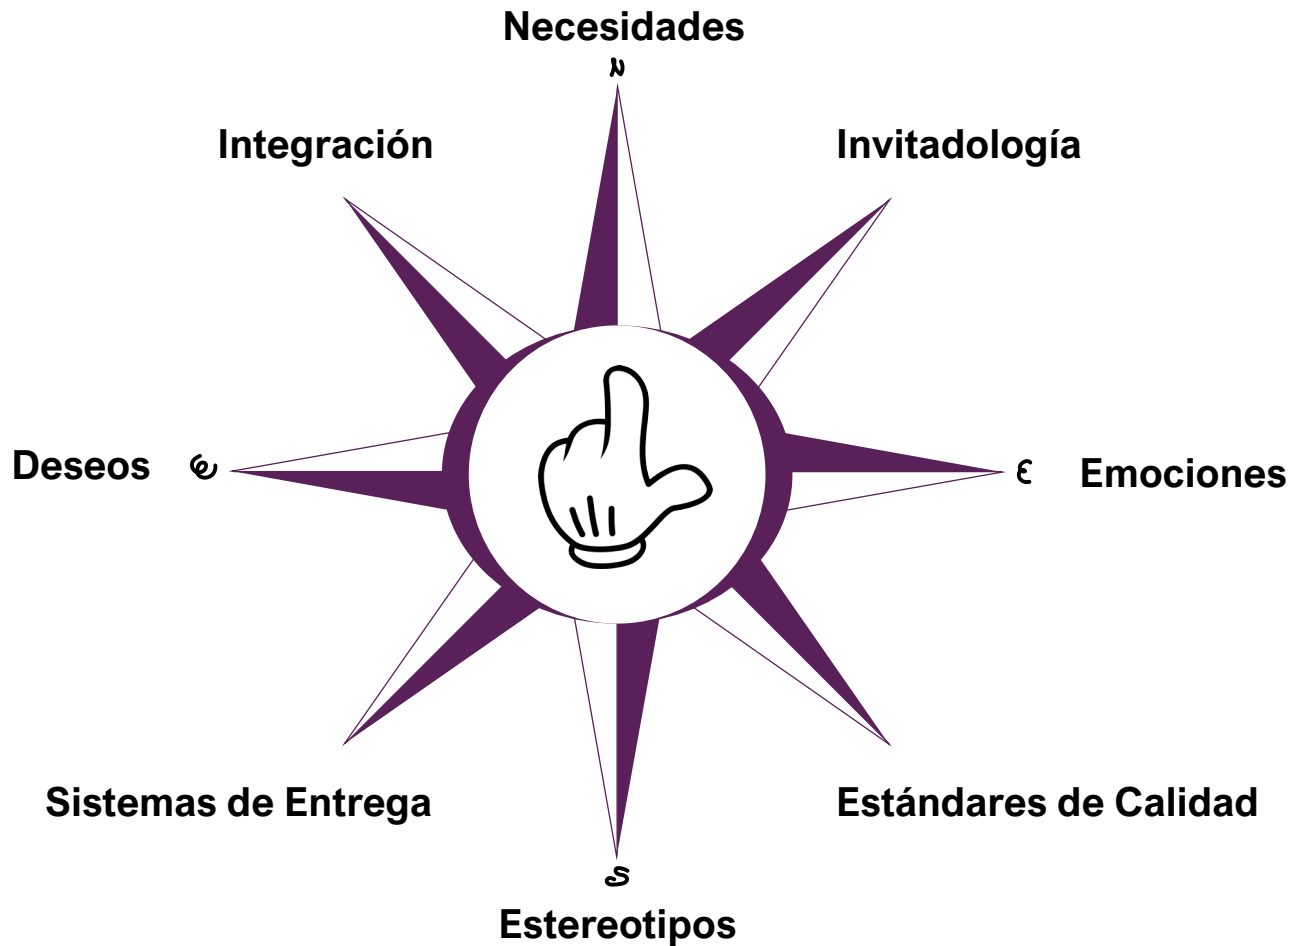 Necesidades
N
Integración
Invitadología
Deseos
E
Emociones
Sistemas de Entrega
Estándares de Calidad
S
Estereotipos